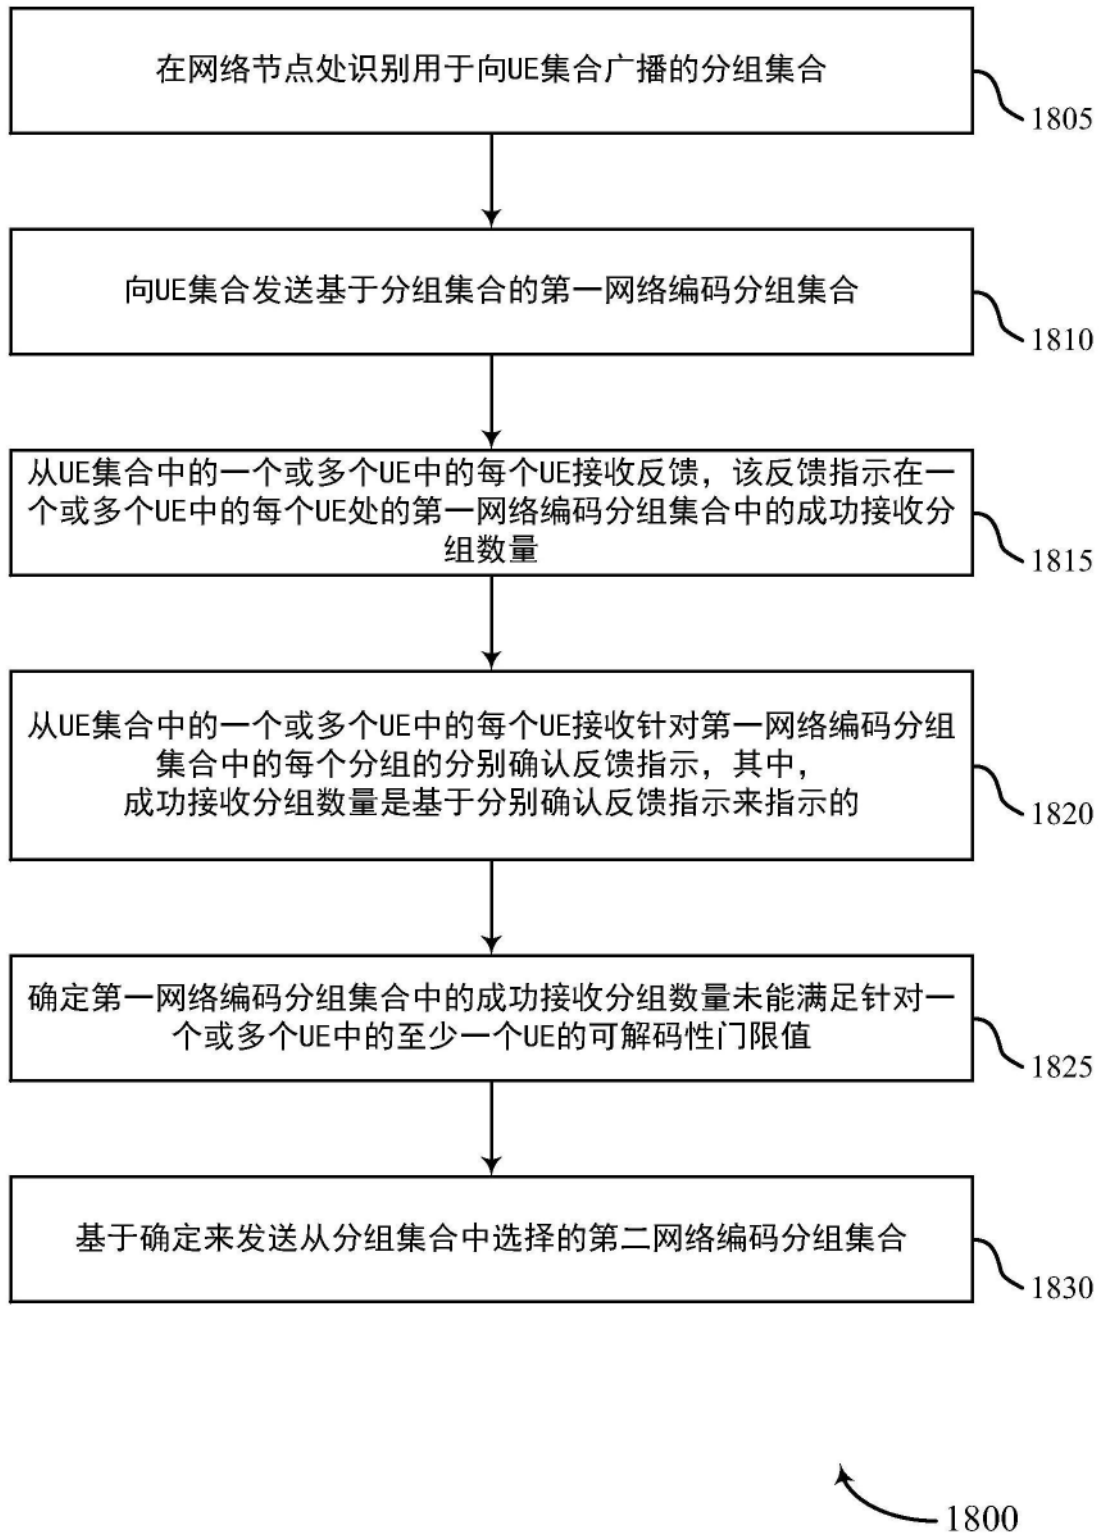 在网络节点处识别用于向UE集合广播的分组集合
1805
向UE集合发送基于分组集合的第一网络编码分组集合
1810
从UE集合中的一个或多个UE中的每个UE接收反馈，该反馈指示在一
个或多个UE中的每个UE处的第一网络编码分组集合中的成功接收分
组数量
1815
从UE集合中的一个或多个UE中的每个UE接收针对第一网络编码分组
集合中的每个分组的分别确认反馈指示，其中，
成功接收分组数量是基于分别确认反馈指示来指示的
1820
确定第一网络编码分组集合中的成功接收分组数量未能满足针对一
个或多个UE中的至少一个UE的可解码性门限值
1825
基于确定来发送从分组集合中选择的第二网络编码分组集合
1830
1800